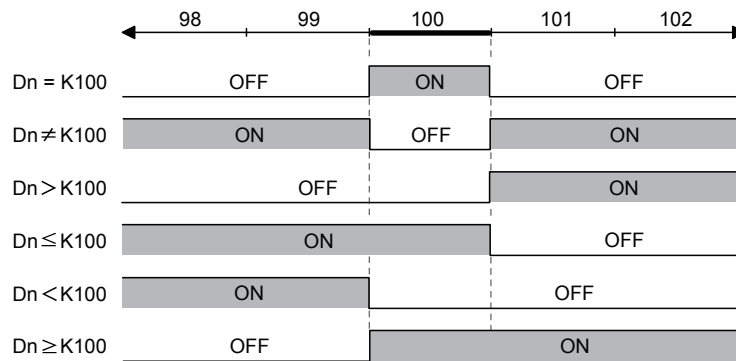 98 99 100 101 102
Dn = K100 OFF ON OFF
Dn ≠ K100 ON OFF ON
Dn > K100 OFF ON
Dn ≤ K100 ON OFF
Dn < K100 ON OFF
Dn ≥ K100 OFF ON